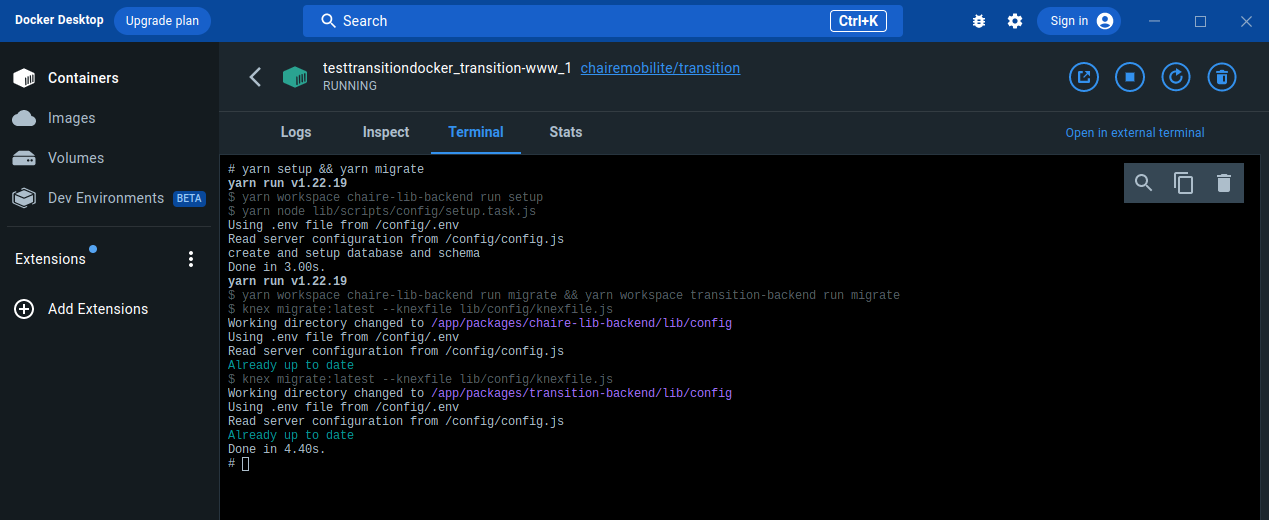 Docker Desktop Upgrade plan Search Ctrl+K Sign in
Containers
Images
Volumes
Dev Environments BETA
Extensions
Add Extensions
testtransitiondocker_transition-www_1 chairemobilite/transition
RUNNING
Logs Inspect Terminal Stats Open in external terminal
# yarn setup && yarn migrate
yarn run v1.22.19
$ yarn workspace chaire-lib-backend run setup
$ yarn node lib/scripts/config/setup.task.js
Using .env file from /config/.env
Read server configuration from /config/config.js
create and setup database and schema
Done in 3.00s.
yarn run v1.22.19
$ yarn workspace chaire-lib-backend run migrate && yarn workspace transition-backend run migrate
$ knex migrate:latest --knexfile lib/config/knexfile.js
Working directory changed to /app/packages/chaire-lib-backend/lib/config
Using .env file from /config/.env
Read server configuration from /config/config.js
Already up to date
$ knex migrate:latest --knexfile lib/config/knexfile.js
Working directory changed to /app/packages/transition-backend/lib/config
Using .env file from /config/.env
Read server configuration from /config/config.js
Already up to date
Done in 4.40s.
#